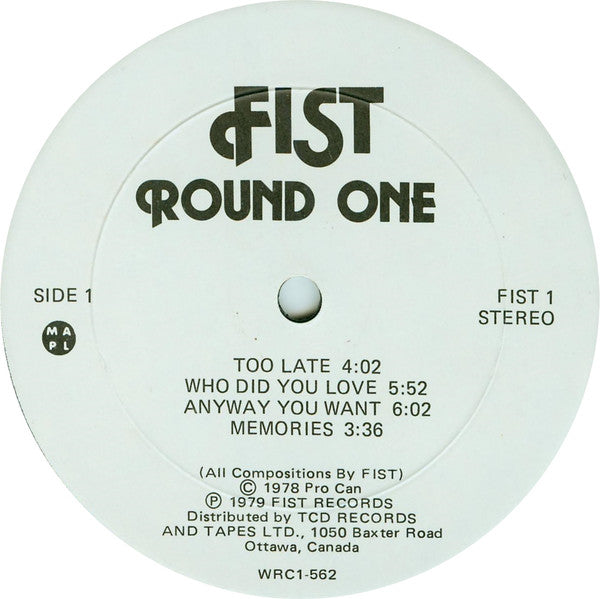 FIST
ROUND ONE
SIDE 1
FIST 1
STEREO
MA
PL
TOO LATE 4:02
WHO DID YOU LOVE 5:52
ANYWAY YOU WANT 6:02
MEMORIES 3:36
(All Compositions By FIST)
© 1978 Pro Can
℗ 1979 FIST RECORDS
Distributed by TCD RECORDS
AND TAPES LTD., 1050 Baxter Road
Ottawa, Canada
WRC1-562